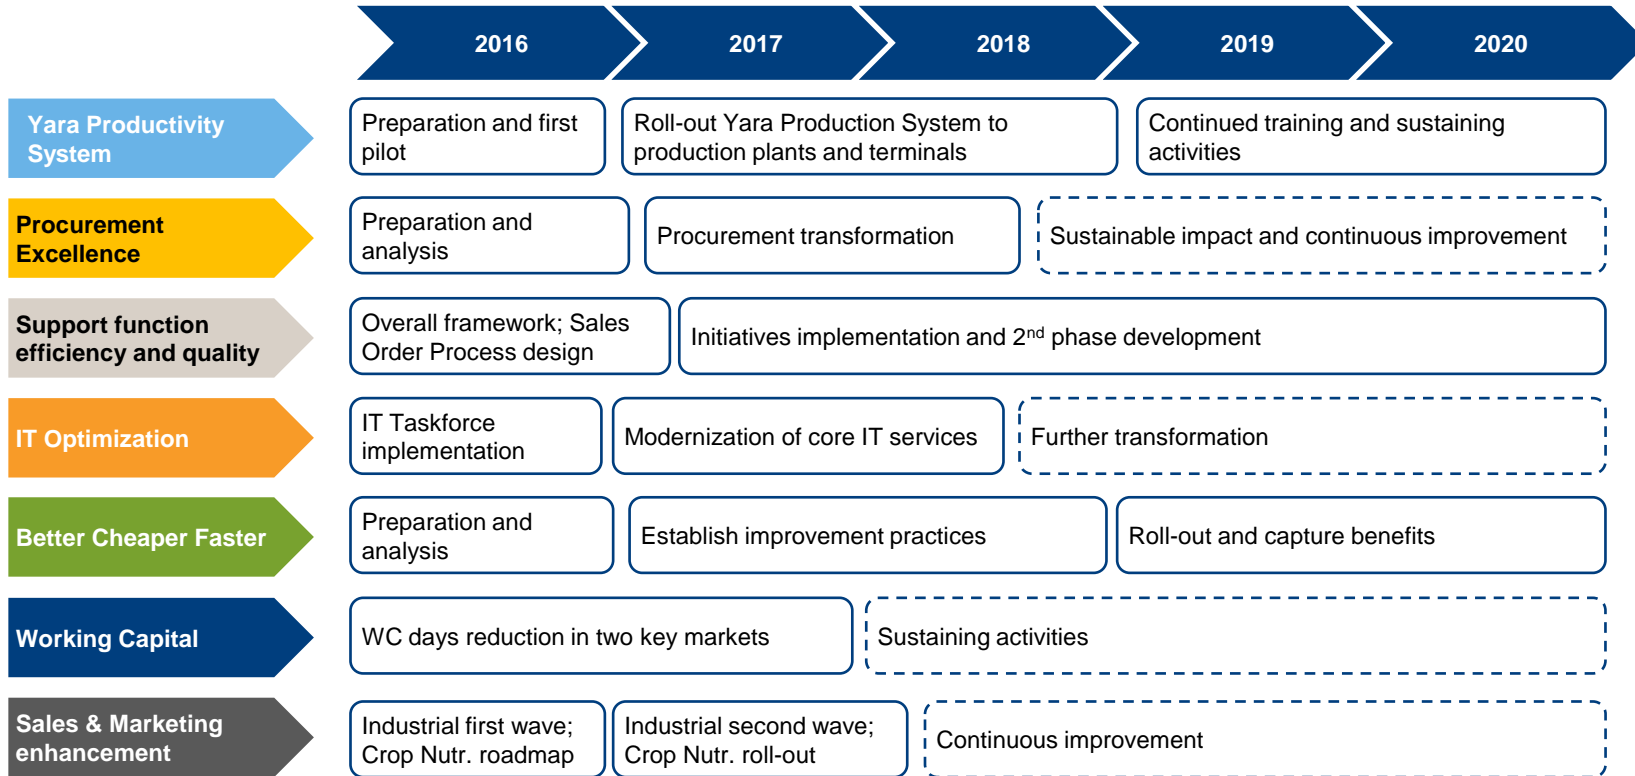 2016
2017
2018
2019
2020
Yara Productivity
System
Preparation and first
pilot
Roll-out Yara Production System to
production plants and terminals
Continued training and sustaining
activities
Procurement
Excellence
Preparation and
analysis
Procurement transformation
Sustainable impact and continuous improvement
Support function
efficiency and quality
Overall framework; Sales
Order Process design
Initiatives implementation and 2nd phase development
IT Optimization
IT Taskforce
implementation
Modernization of core IT services
Further transformation
Better Cheaper Faster
Preparation and
analysis
Establish improvement practices
Roll-out and capture benefits
Working Capital
WC days reduction in two key markets
Sustaining activities
Sales & Marketing
enhancement
Industrial first wave;
Crop Nutr. roadmap
Industrial second wave;
Crop Nutr. roll-out
Continuous improvement